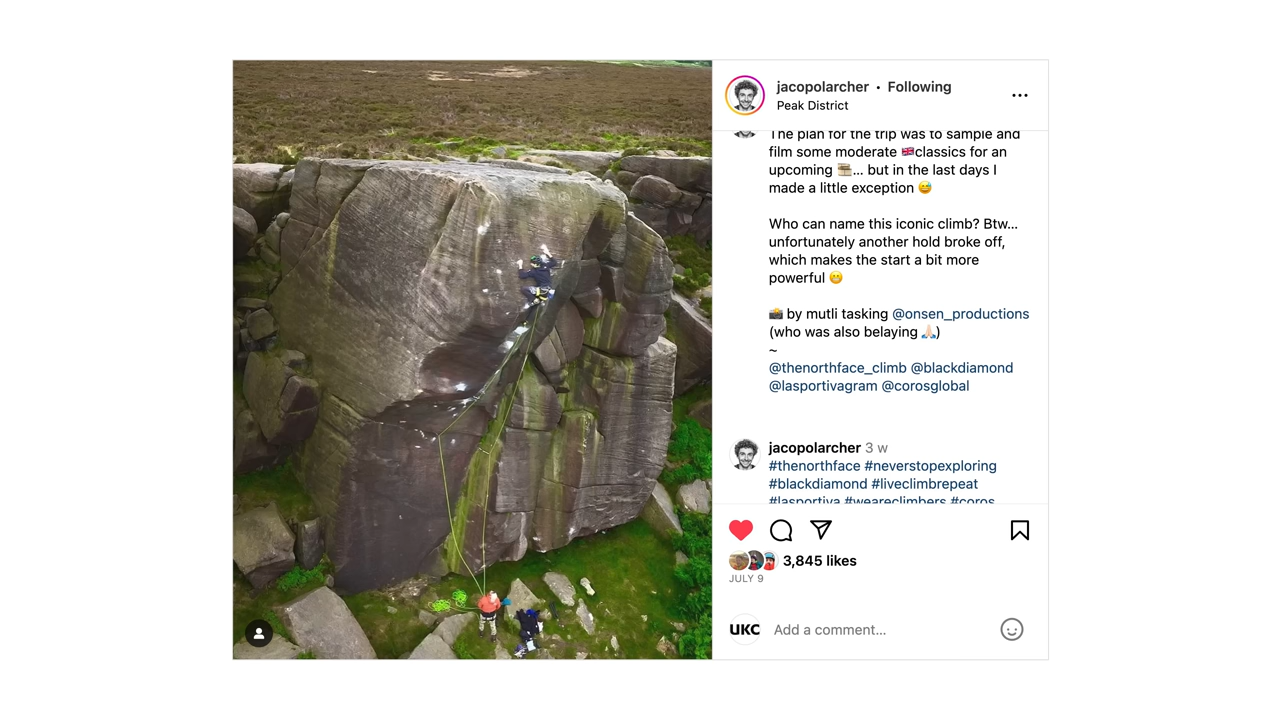 jacopolarcher • Following
Peak District
The plan for the trip was to sample and
film some moderate 🇬🇧classics for an
upcoming ... but in the last days I
made a little exception 😅
Who can name this iconic climb? Btw...
unfortunately another hold broke off,
which makes the start a bit more
powerful 😬
📸 by mutli tasking @onsen_productions
(who was also belaying 🙏🏻)
~
@thenorthface_climb @blackdiamond
@lasportivagram @corosglobal
jacopolarcher 3 w
#thenorthface #neverstopexploring
#blackdiamond #liveclimbrepeat
#lasportiva #weareclimbers #coros
3,845 likes
JULY 9
UKC Add a comment...